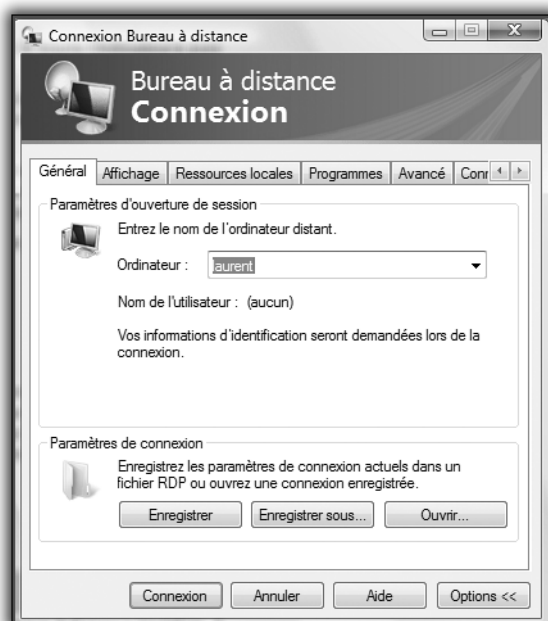 Connexion Bureau à distance
Bureau à distance
Connexion
Général Affichage Ressources locales Programmes Avancé
Paramètres d'ouverture de session
Entrez le nom de l'ordinateur distant.
Ordinateur : laurent
Nom de l'utilisateur : (aucun)
Vos informations d'identification seront demandées lors de la
connexion.
Paramètres de connexion
Enregistrez les paramètres de connexion actuels dans un
fichier RDP ou ouvrez une connexion enregistrée.
Enregistrer Enregistrer sous... Ouvrir...
Connexion Annuler Aide Options <<